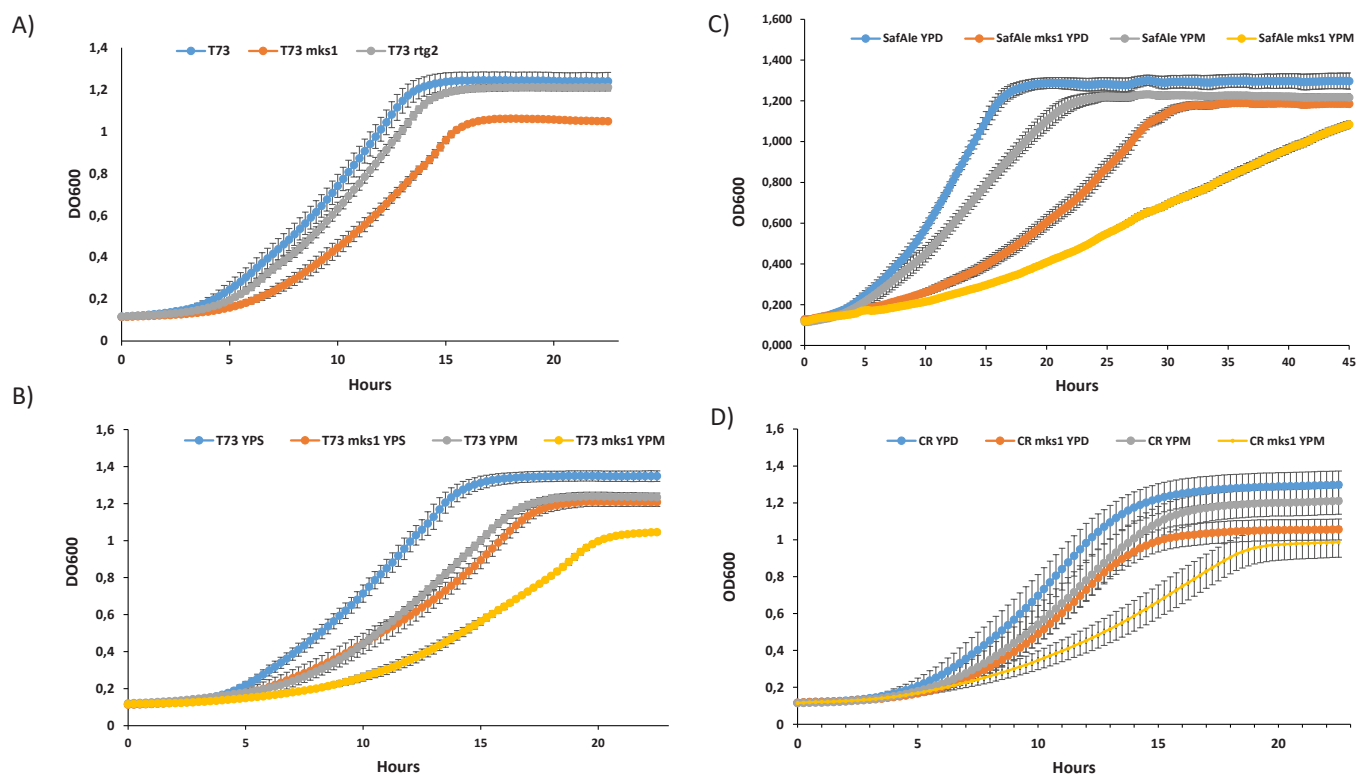 A)
T73 T73 mks1 T73 rtg2
1,4
1,2
1
0,8
0,6
0,4
0,2
0
DO600
0 5 10 15 20
Hours
B)
T73 YPS T73 mks1 YPS T73 YPM T73 mks1 YPM
1,6
1,4
1,2
1
0,8
0,6
0,4
0,2
0
DO600
0 5 10 15 20
Hours
C)
SafAle YPD SafAle mks1 YPD SafAle YPM SafAle mks1 YPM
1,600
1,400
1,200
1,000
0,800
0,600
0,400
0,200
0,000
OD600
0 5 10 15 20 25 30 35 40 45
Hours
D)
CR YPD CR mks1 YPD CR YPM CR mks1 YPM
1,6
1,4
1,2
1
0,8
0,6
0,4
0,2
0
OD600
0 5 10 15 20
Hours